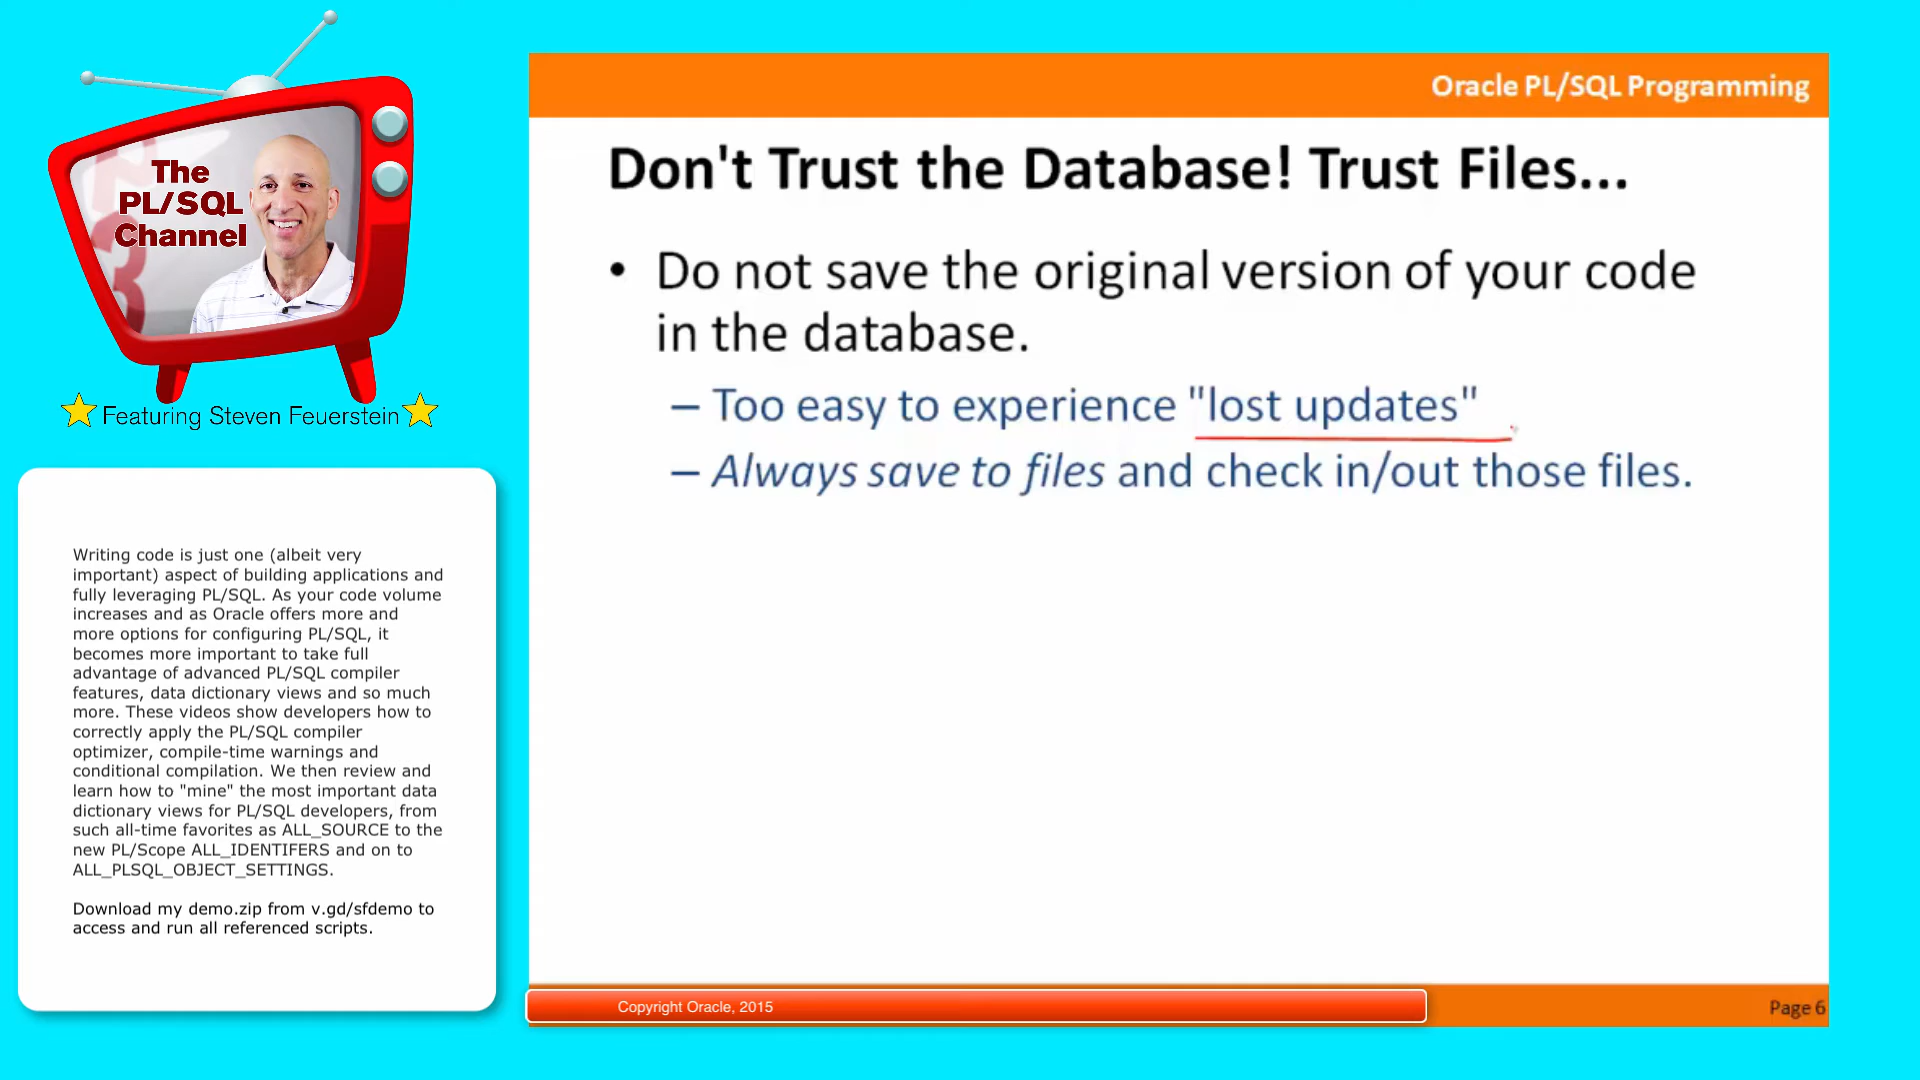 The
PL/SQL
Channel
Featuring Steven Feuerstein
Writing code is just one (albeit very
important) aspect of building applications and
fully leveraging PL/SQL. As your code volume
increases and as Oracle offers more and
more options for configuring PL/SQL, it
becomes more important to take full
advantage of advanced PL/SQL compiler
features, data dictionary views and so much
more. These videos show developers how to
correctly apply the PL/SQL compiler
optimizer, compile-time warnings and
conditional compilation. We then review and
learn how to "mine" the most important data
dictionary views for PL/SQL developers, from
such all-time favorites as ALL_SOURCE to the
new PL/Scope ALL_IDENTIFERS and on to
ALL_PLSQL_OBJECT_SETTINGS.
Download my demo.zip from v.gd/sfdemo to
access and run all referenced scripts.
Oracle PL/SQL Programming
Don't Trust the Database! Trust Files...
• Do not save the original version of your code
in the database.
– Too easy to experience "lost updates"
– Always save to files and check in/out those files.
Copyright Oracle, 2015
Page 6